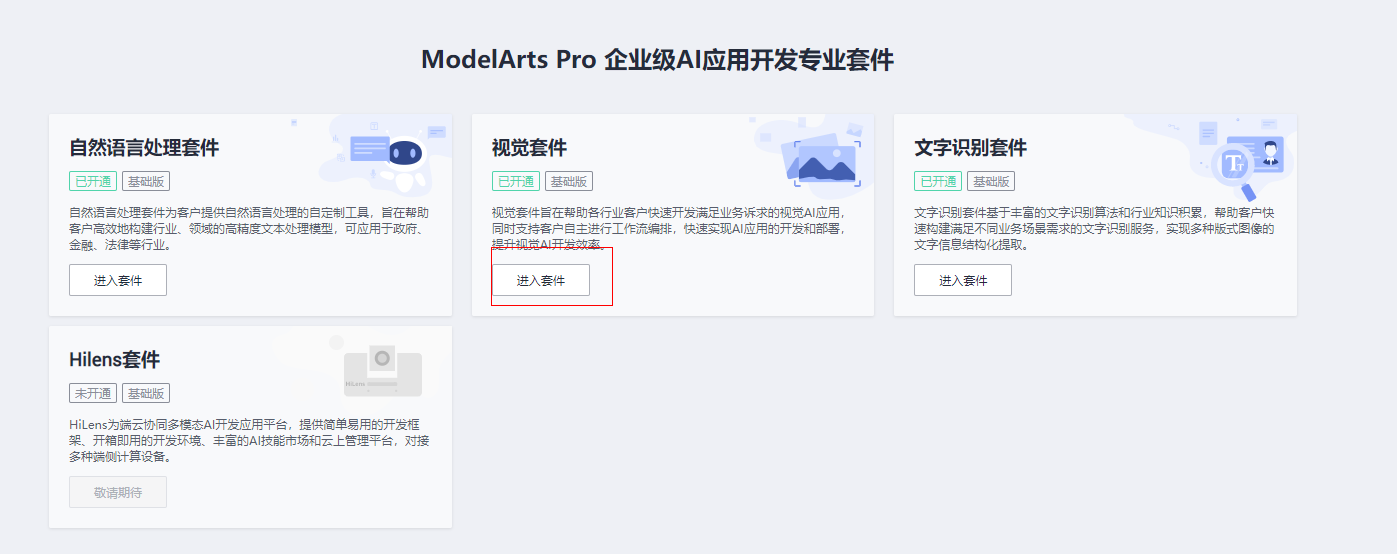 ModelArts Pro 企业级AI应用开发专业套件
自然语言处理套件
已开通 基础版
自然语言处理套件为客户提供自然语言处理的自定制工具，旨在帮助
客户高效地构建行业、领域的高精度文本处理模型，可应用于政府、
金融、法律等行业。
进入套件
视觉套件
已开通 基础版
视觉套件旨在帮助各行业客户快速开发满足业务诉求的视觉AI应用，
同时支持客户自主进行工作流编排，快速实现AI应用的开发和部署，
提升视觉AI开发效率。
进入套件
文字识别套件
已开通 基础版
文字识别套件基于丰富的文字识别算法和行业知识积累，帮助客户快
速构建满足不同业务场景需求的文字识别服务，实现多种版式图像的
文字信息结构化提取。
进入套件
TT
Hilens套件
未开通 基础版
HiLens为端云协同多模态AI开发应用平台，提供简单易用的开发框
架、开箱即用的开发环境、丰富的AI技能市场和云上管理平台，对接
多种端侧计算设备。
敬请期待
HiLens